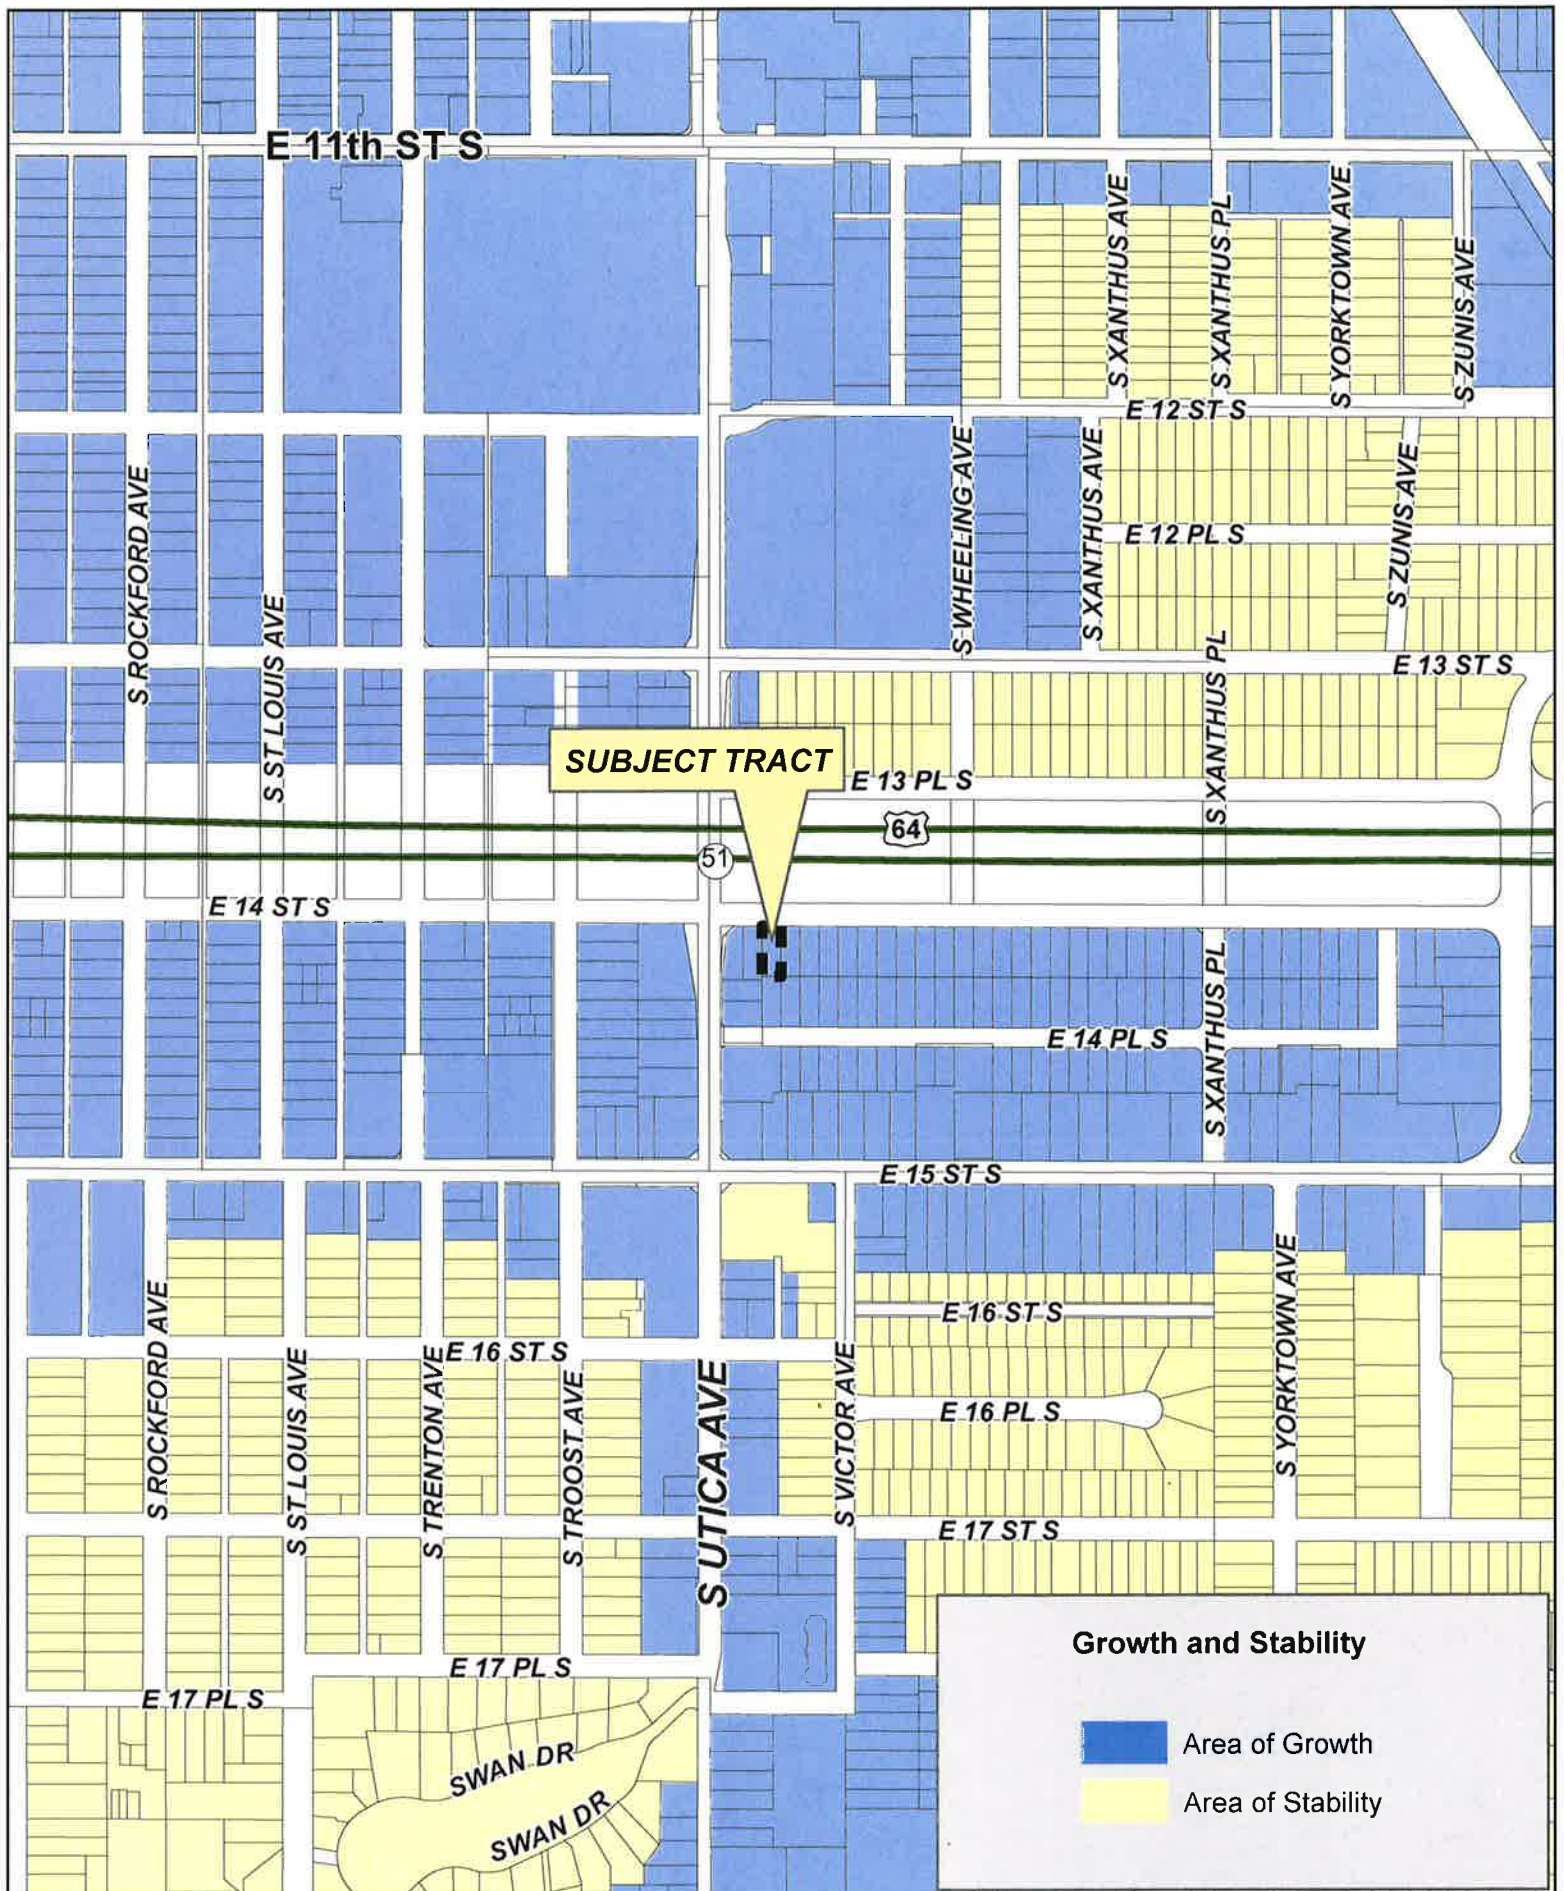 E 11th ST S
S XANTHUS AVE
S XANTHUS PL
S YORKTOWN AVE
S ZUNIS AVE
E 12 ST S
S ROCKFORD AVE
S ST LOUIS AVE
S WHEELING AVE
S XANTHUS AVE
E 12 PL S
S ZUNIS AVE
S XANTHUS PL
E 13 ST S
SUBJECT TRACT
E 13 PL S
64
51
E 14 ST S
S XANTHUS PL
E 14 PL S
E 15 ST S
S ROCKFORD AVE
S ST LOUIS AVE
S TRENTON AVE
E 16 ST S
S TROOST AVE
S UTICA AVE
S VICTOR AVE
E 16 ST S
E 16 PL S
S YORKTOWN AVE
E 17 ST S
E 17 PL S
E 17 PL S
SWAN DR
SWAN DR
Growth and Stability
Area of Growth
Area of Stability